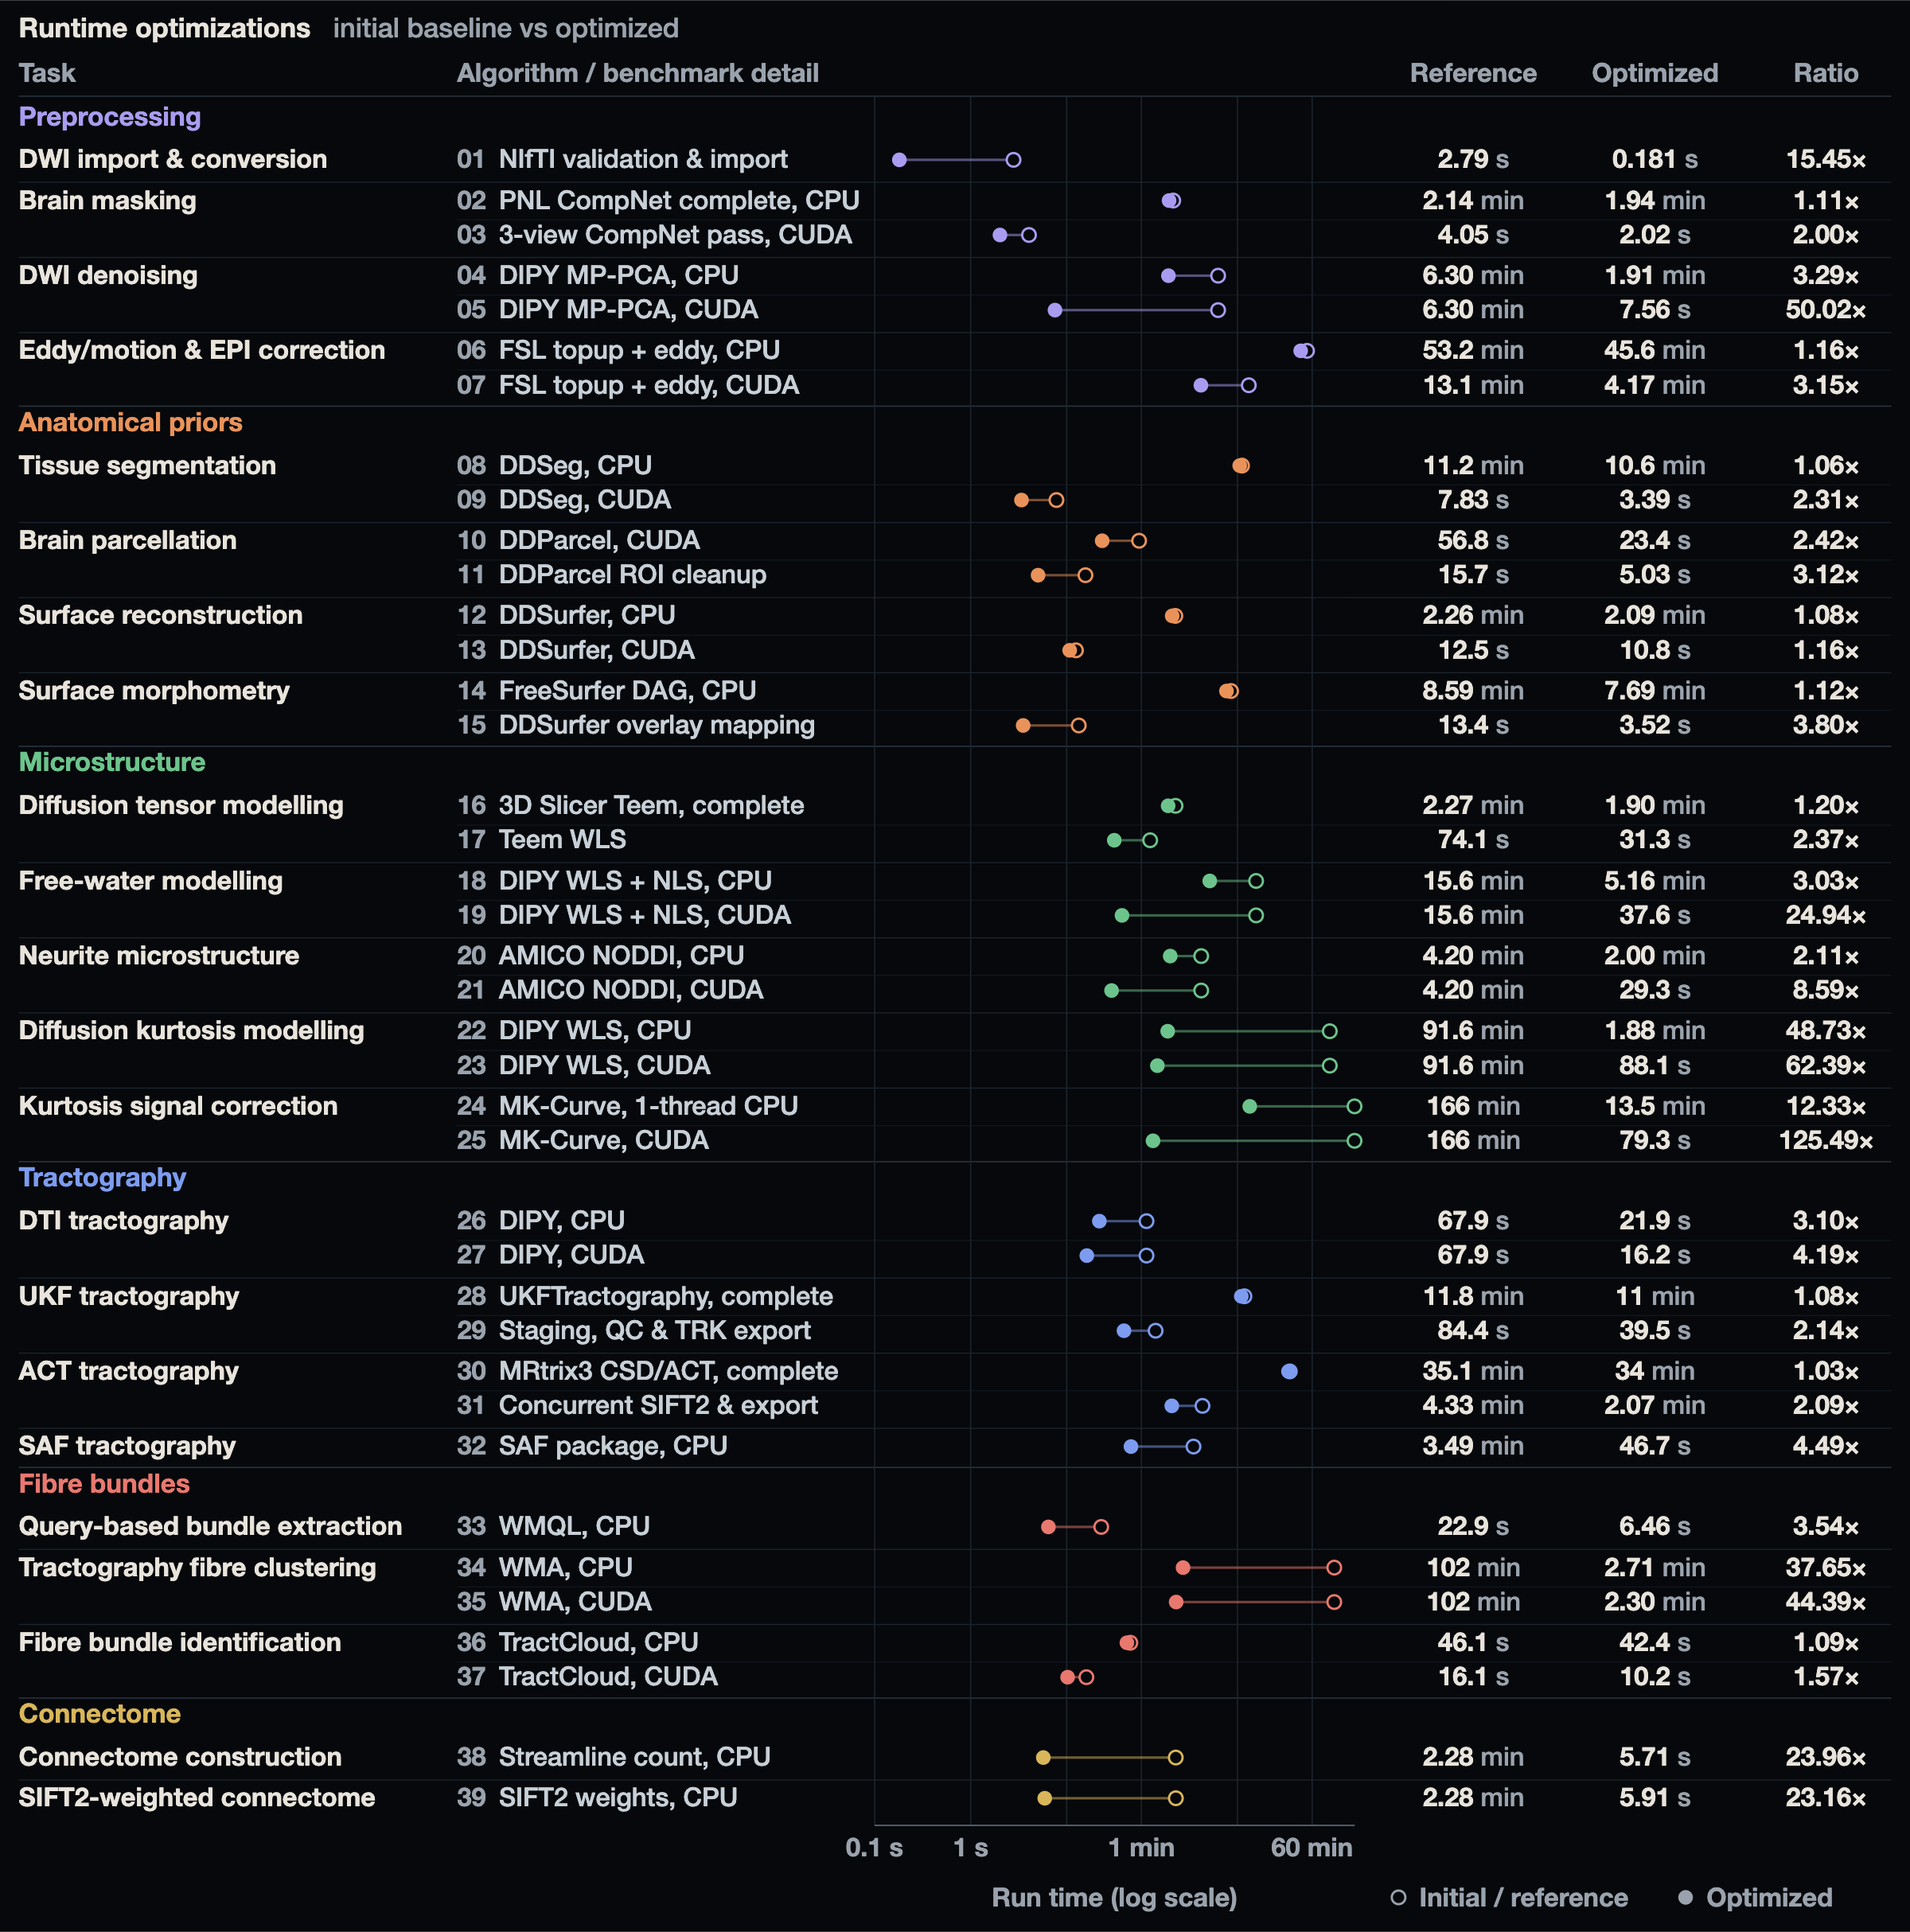 Runtime optimizations initial baseline vs optimized
Task Algorithm / benchmark detail Reference Optimized Ratio
Preprocessing
DWI import & conversion 01 NIfTI validation & import 2.79 s 0.181 s 15.45×
Brain masking 02 PNL CompNet complete, CPU 2.14 min 1.94 min 1.11×
03 3-view CompNet pass, CUDA 4.05 s 2.02 s 2.00×
DWI denoising 04 DIPY MP-PCA, CPU 6.30 min 1.91 min 3.29×
05 DIPY MP-PCA, CUDA 6.30 min 7.56 s 50.02×
Eddy/motion & EPI correction 06 FSL topup + eddy, CPU 53.2 min 45.6 min 1.16×
07 FSL topup + eddy, CUDA 13.1 min 4.17 min 3.15×
Anatomical priors
Tissue segmentation 08 DDSeg, CPU 11.2 min 10.6 min 1.06×
09 DDSeg, CUDA 7.83 s 3.39 s 2.31×
Brain parcellation 10 DDParcel, CUDA 56.8 s 23.4 s 2.42×
11 DDParcel ROI cleanup 15.7 s 5.03 s 3.12×
Surface reconstruction 12 DDSurfer, CPU 2.26 min 2.09 min 1.08×
13 DDSurfer, CUDA 12.5 s 10.8 s 1.16×
Surface morphometry 14 FreeSurfer DAG, CPU 8.59 min 7.69 min 1.12×
15 DDSurfer overlay mapping 13.4 s 3.52 s 3.80×
Microstructure
Diffusion tensor modelling 16 3D Slicer Teem, complete 2.27 min 1.90 min 1.20×
17 Teem WLS 74.1 s 31.3 s 2.37×
Free-water modelling 18 DIPY WLS + NLS, CPU 15.6 min 5.16 min 3.03×
19 DIPY WLS + NLS, CUDA 15.6 min 37.6 s 24.94×
Neurite microstructure 20 AMICO NODDI, CPU 4.20 min 2.00 min 2.11×
21 AMICO NODDI, CUDA 4.20 min 29.3 s 8.59×
Diffusion kurtosis modelling 22 DIPY WLS, CPU 91.6 min 1.88 min 48.73×
23 DIPY WLS, CUDA 91.6 min 88.1 s 62.39×
Kurtosis signal correction 24 MK-Curve, 1-thread CPU 166 min 13.5 min 12.33×
25 MK-Curve, CUDA 166 min 79.3 s 125.49×
Tractography
DTI tractography 26 DIPY, CPU 67.9 s 21.9 s 3.10×
27 DIPY, CUDA 67.9 s 16.2 s 4.19×
UKF tractography 28 UKFTractography, complete 11.8 min 11 min 1.08×
29 Staging, QC & TRK export 84.4 s 39.5 s 2.14×
ACT tractography 30 MRtrix3 CSD/ACT, complete 35.1 min 34 min 1.03×
31 Concurrent SIFT2 & export 4.33 min 2.07 min 2.09×
SAF tractography 32 SAF package, CPU 3.49 min 46.7 s 4.49×
Fibre bundles
Query-based bundle extraction 33 WMQL, CPU 22.9 s 6.46 s 3.54×
Tractography fibre clustering 34 WMA, CPU 102 min 2.71 min 37.65×
35 WMA, CUDA 102 min 2.30 min 44.39×
Fibre bundle identification 36 TractCloud, CPU 46.1 s 42.4 s 1.09×
37 TractCloud, CUDA 16.1 s 10.2 s 1.57×
Connectome
Connectome construction 38 Streamline count, CPU 2.28 min 5.71 s 23.96×
SIFT2-weighted connectome 39 SIFT2 weights, CPU 2.28 min 5.91 s 23.16×
0.1 s 1 s 1 min 60 min
Run time (log scale) Initial / reference Optimized